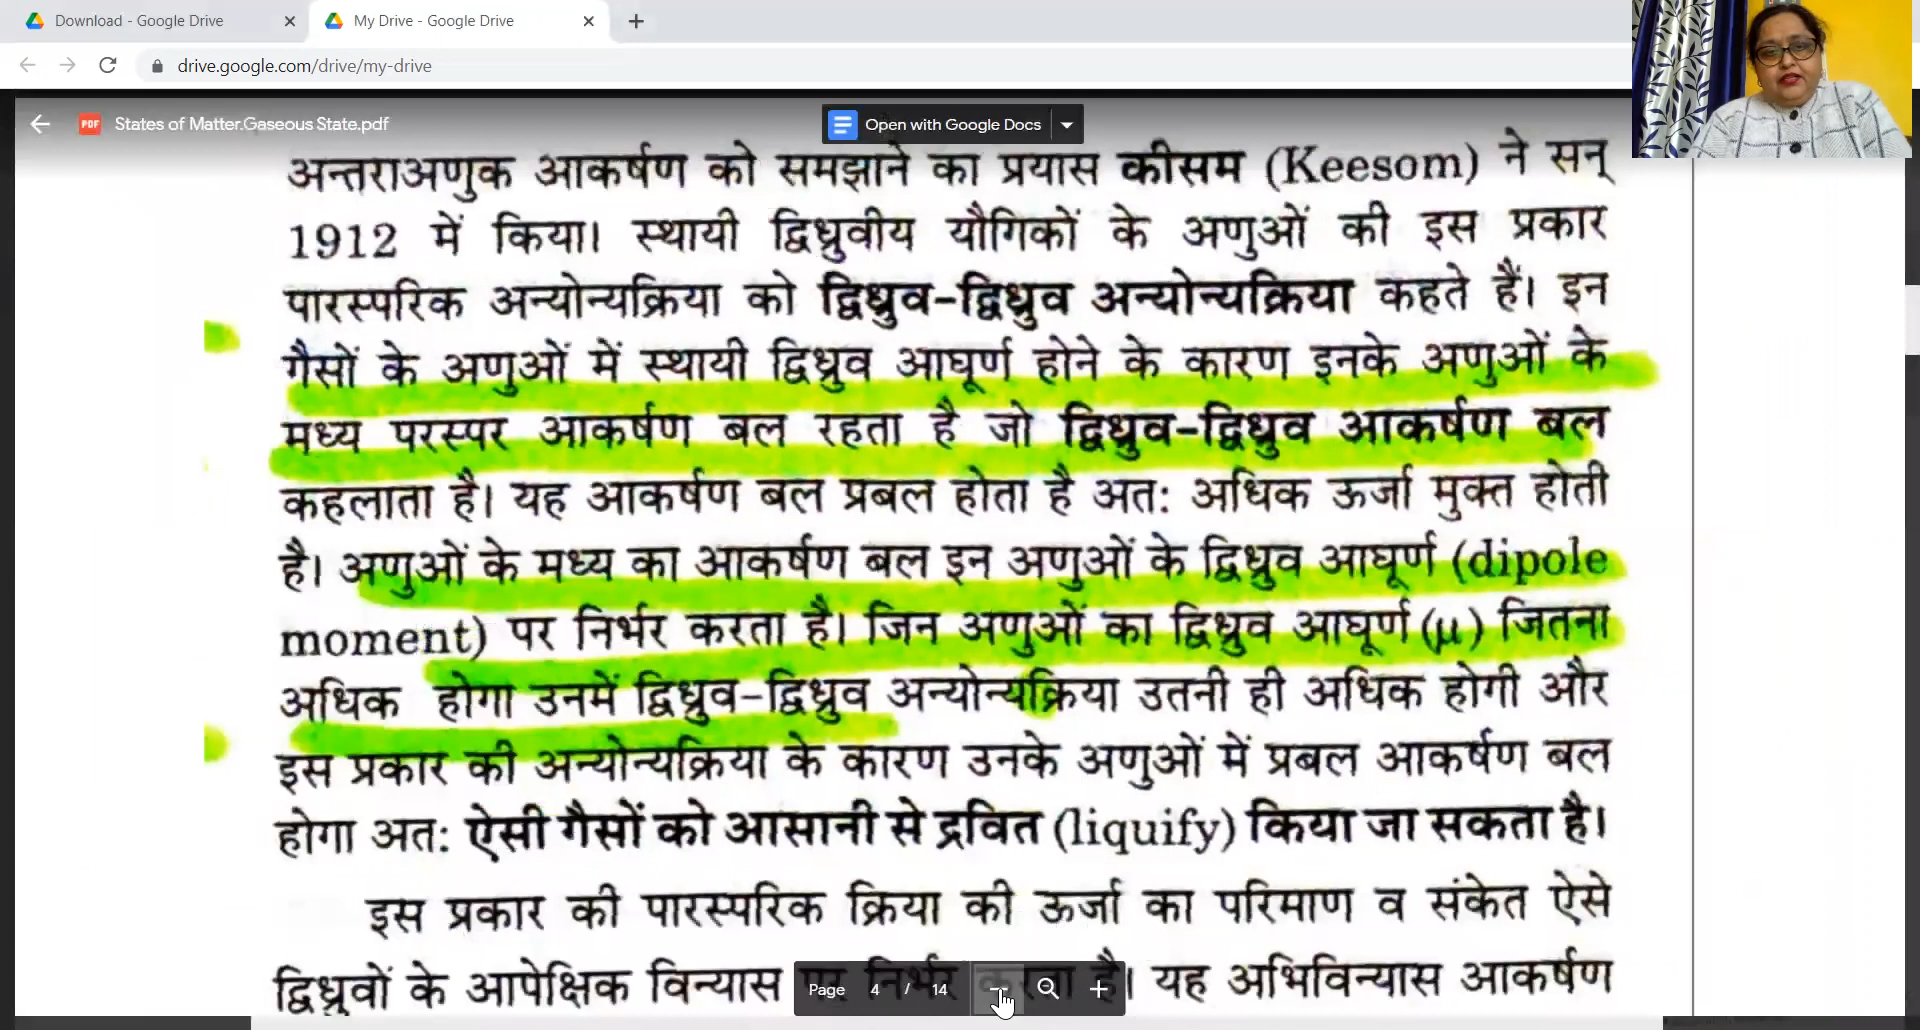 Download - Google Drive
My Drive - Google Drive
drive.google.com/drive/my-drive
PDF States of Matter.Gaseous State.pdf
Open with Google Docs
अन्तराअणुक आकर्षण को समझाने का प्रयास कीसम (Keesom) ने सन्
1912 में किया। स्थायी द्विध्रुवीय यौगिकों के अणुओं की इस प्रकार
पारस्परिक अन्योन्यक्रिया को द्विध्रुव-द्विध्रुव अन्योन्यक्रिया कहते हैं। इन
गैसों के अणुओं में स्थायी द्विध्रुव आघूर्ण होने के कारण इनके अणुओं के
मध्य परस्पर आकर्षण बल रहता है जो द्विध्रुव-द्विध्रुव आकर्षण बल
कहलाता है। यह आकर्षण बल प्रबल होता है अत: अधिक ऊर्जा मुक्त होती
है। अणुओं के मध्य का आकर्षण बल इन अणुओं के द्विध्रुव आघूर्ण (dipole
moment) पर निर्भर करता है। जिन अणुओं का द्विध्रुव आघूर्ण (μ) जितना
अधिक होगा उनमें द्विध्रुव-द्विध्रुव अन्योन्यक्रिया उतनी ही अधिक होगी और
इस प्रकार की अन्योन्यक्रिया के कारण उनके अणुओं में प्रबल आकर्षण बल
होगा अत: ऐसी गैसों को आसानी से द्रवित (liquify) किया जा सकता है।
इस प्रकार की पारस्परिक क्रिया की ऊर्जा का परिमाण व संकेत ऐसे
द्विध्रुवों के आपेक्षिक विन्यास पर निर्भर करता है। यह अभिविन्यास आकर्षण
Page 4 / 14